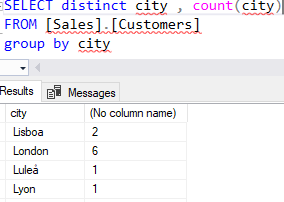 SELECT distinct city , count(city)
FROM [Sales].[Customers]
group by city
Results Messages
city (No column name)
Lisboa 2
London 6
Luleå 1
Lyon 1